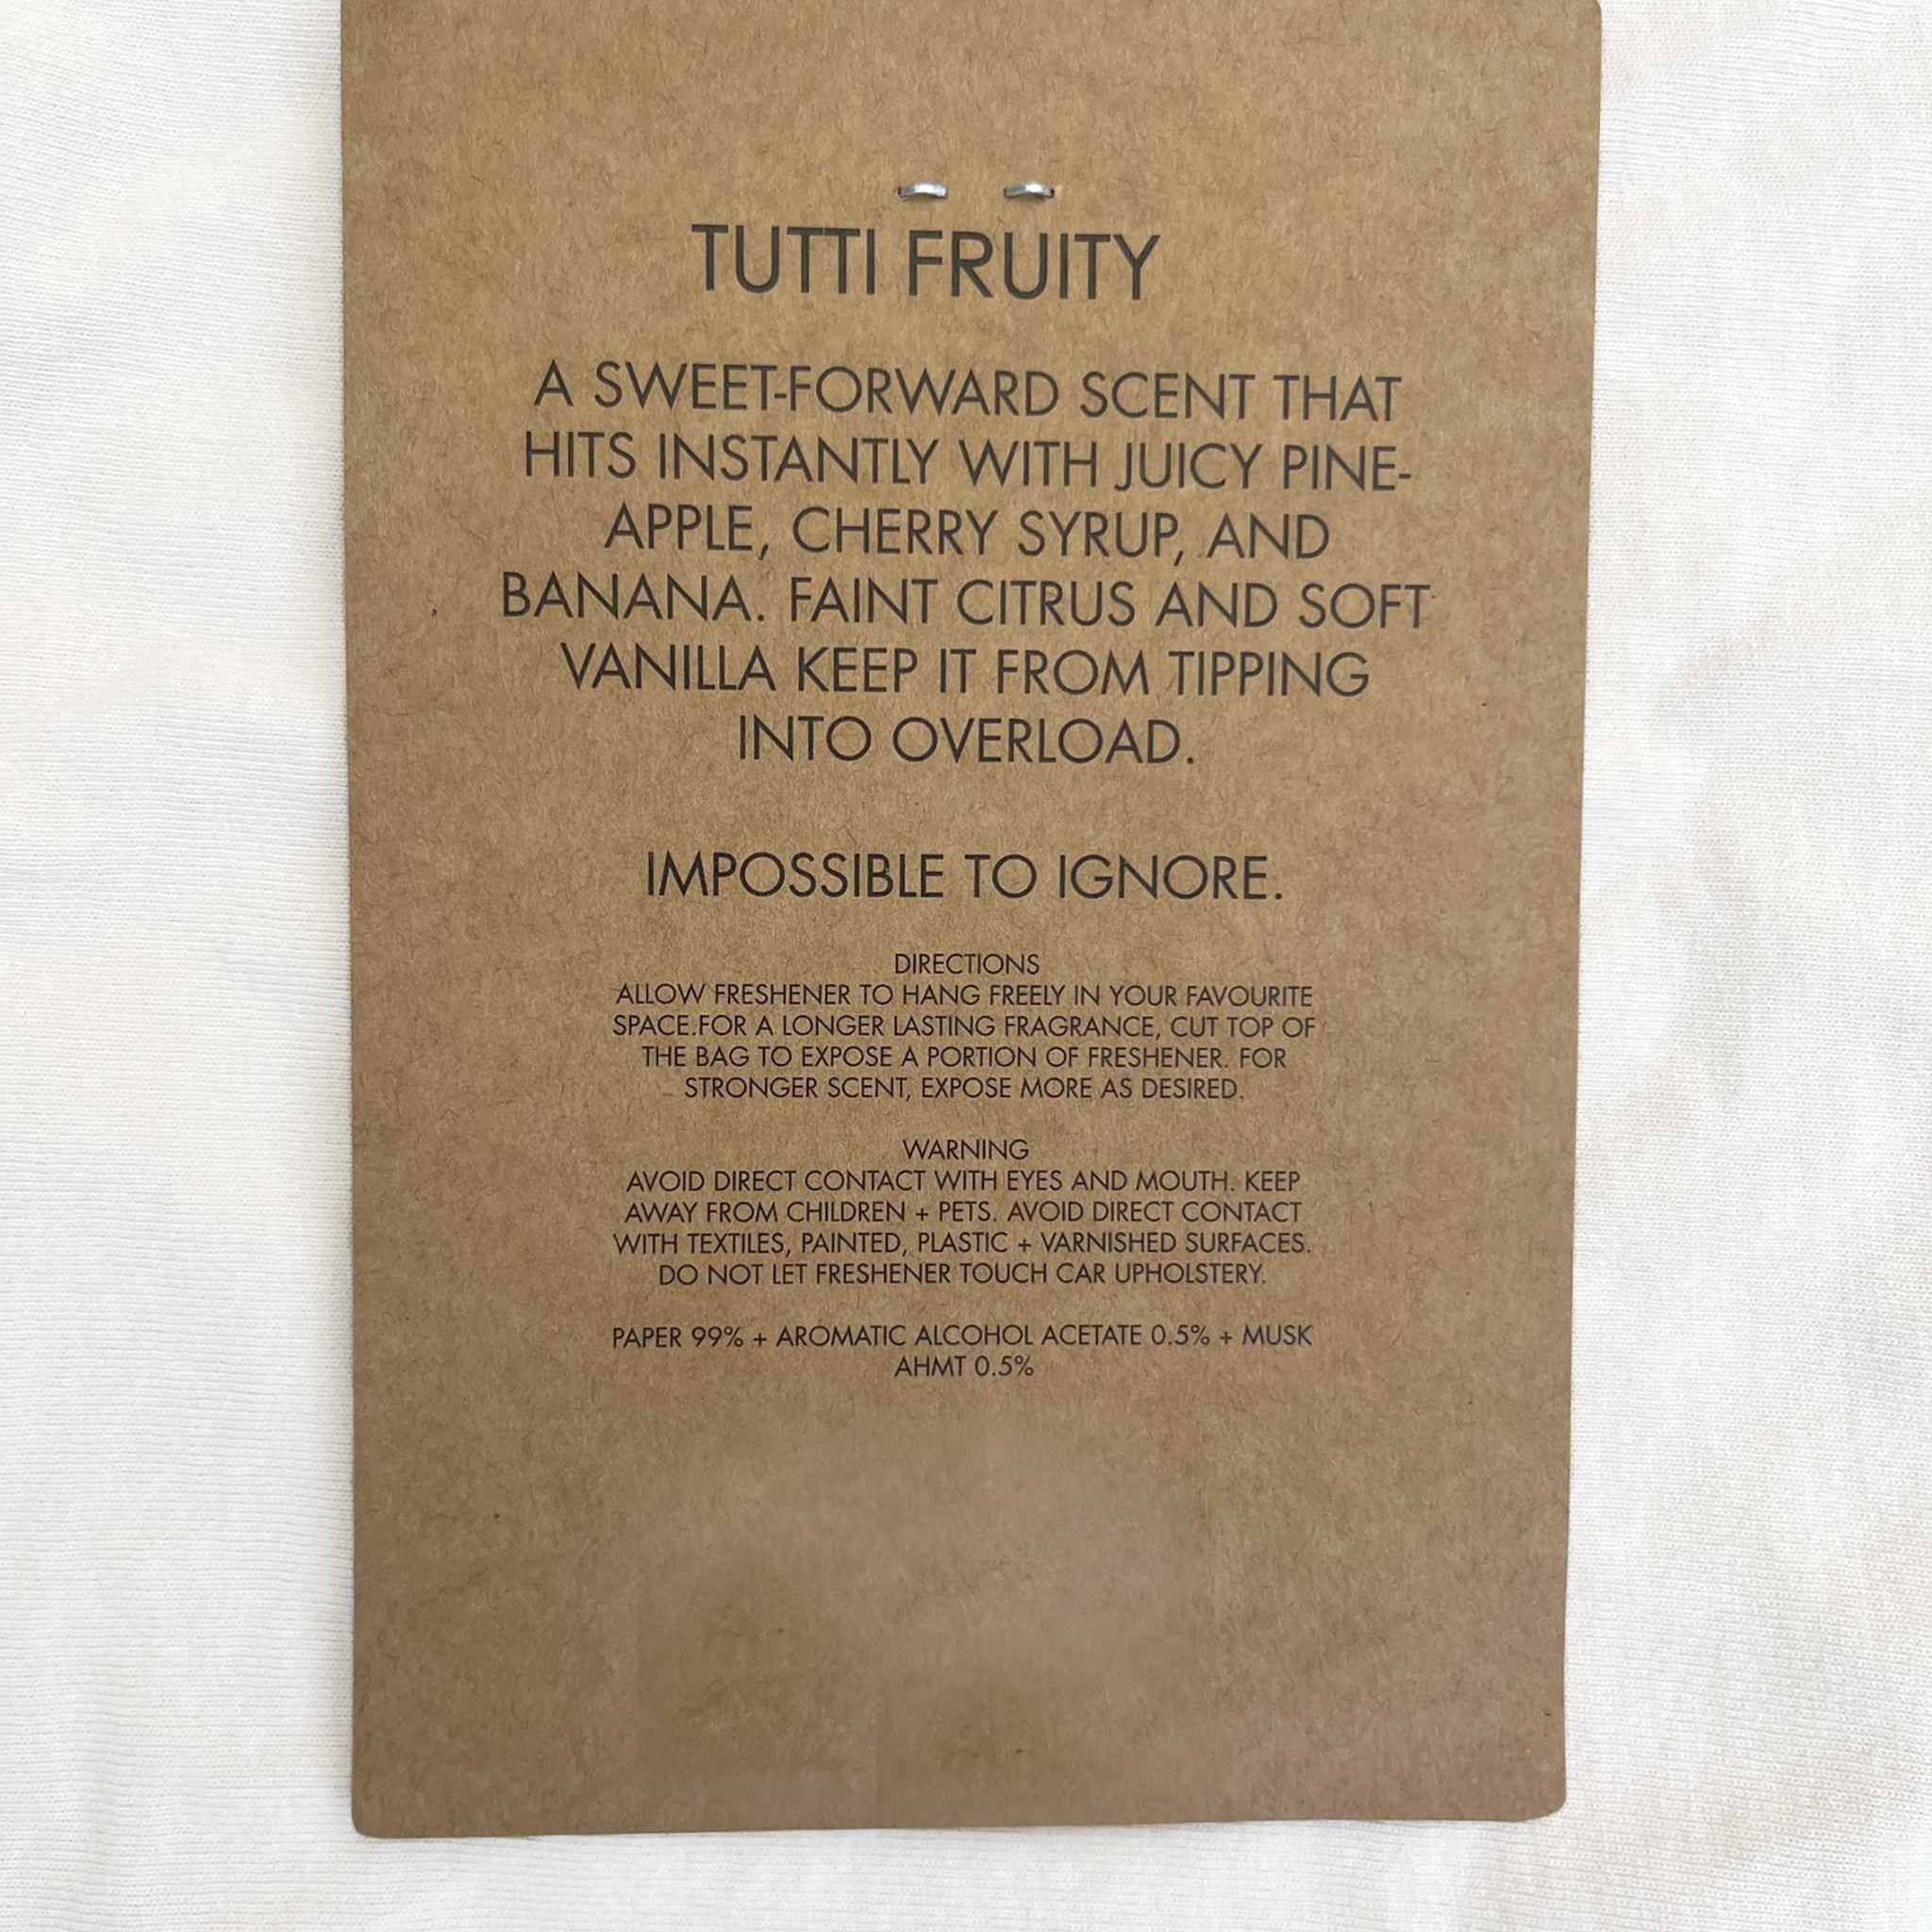 TUTTI FRUITY
A SWEET-FORWARD SCENT THAT
HITS INSTANTLY WITH JUICY PINE-
APPLE, CHERRY SYRUP, AND
BANANA. FAINT CITRUS AND SOFT
VANILLA KEEP IT FROM TIPPING
INTO OVERLOAD.
IMPOSSIBLE TO IGNORE.
DIRECTIONS
ALLOW FRESHENER TO HANG FREELY IN YOUR FAVOURITE
SPACE.FOR A LONGER LASTING FRAGRANCE, CUT TOP OF
THE BAG TO EXPOSE A PORTION OF FRESHENER. FOR
STRONGER SCENT, EXPOSE MORE AS DESIRED.
WARNING
AVOID DIRECT CONTACT WITH EYES AND MOUTH. KEEP
AWAY FROM CHILDREN + PETS. AVOID DIRECT CONTACT
WITH TEXTILES, PAINTED, PLASTIC + VARNISHED SURFACES.
DO NOT LET FRESHENER TOUCH CAR UPHOLSTERY.
PAPER 99% + AROMATIC ALCOHOL ACETATE 0.5% + MUSK
AHMT 0.5%